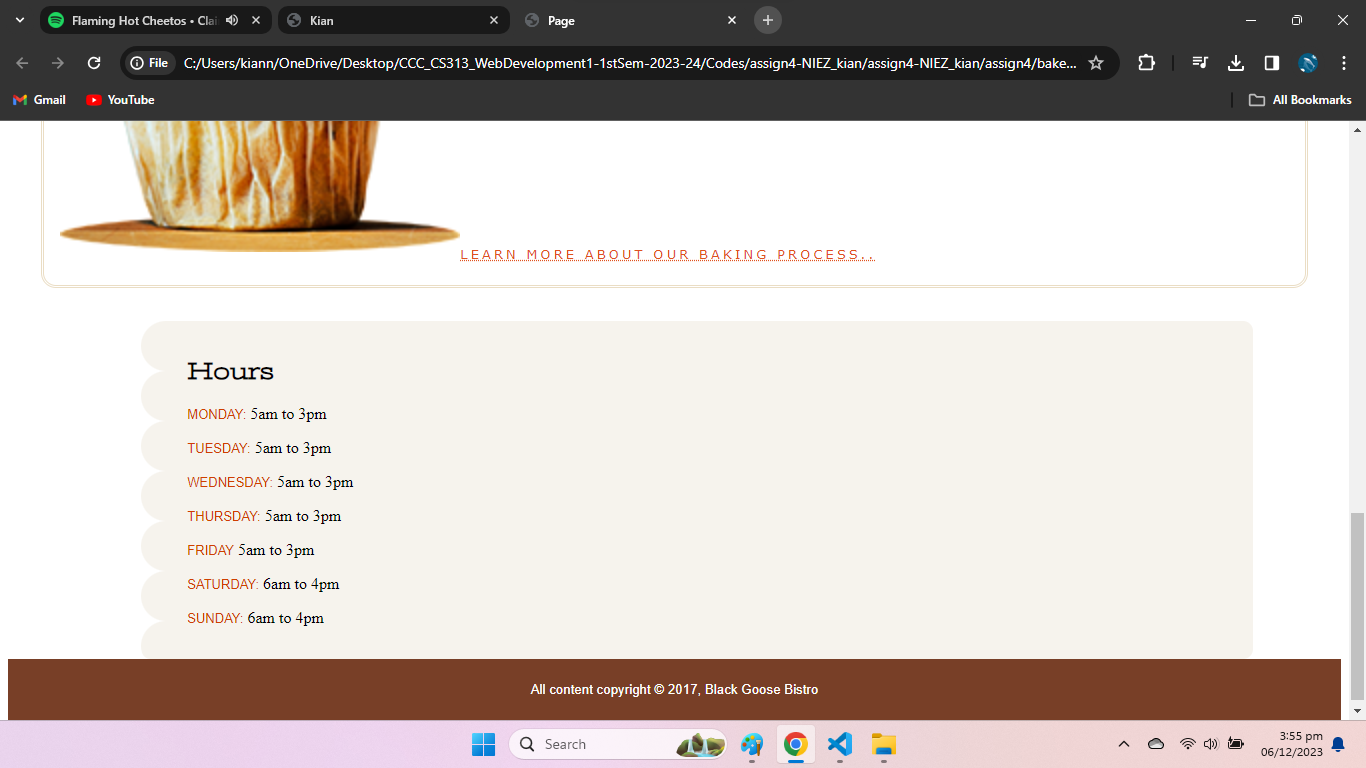 Flaming Hot Cheetos • Clai
Kian
Page
File
C:/Users/kiann/OneDrive/Desktop/CCC_CS313_WebDevelopment1-1stSem-2023-24/Codes/assign4-NIEZ_kian/assign4-NIEZ_kian/assign4/bake...
Gmail
YouTube
All Bookmarks
LEARN MORE ABOUT OUR BAKING PROCESS..
Hours
MONDAY: 5am to 3pm
TUESDAY: 5am to 3pm
WEDNESDAY: 5am to 3pm
THURSDAY: 5am to 3pm
FRIDAY 5am to 3pm
SATURDAY: 6am to 4pm
SUNDAY: 6am to 4pm
All content copyright © 2017, Black Goose Bistro
Search
3:55 pm
06/12/2023